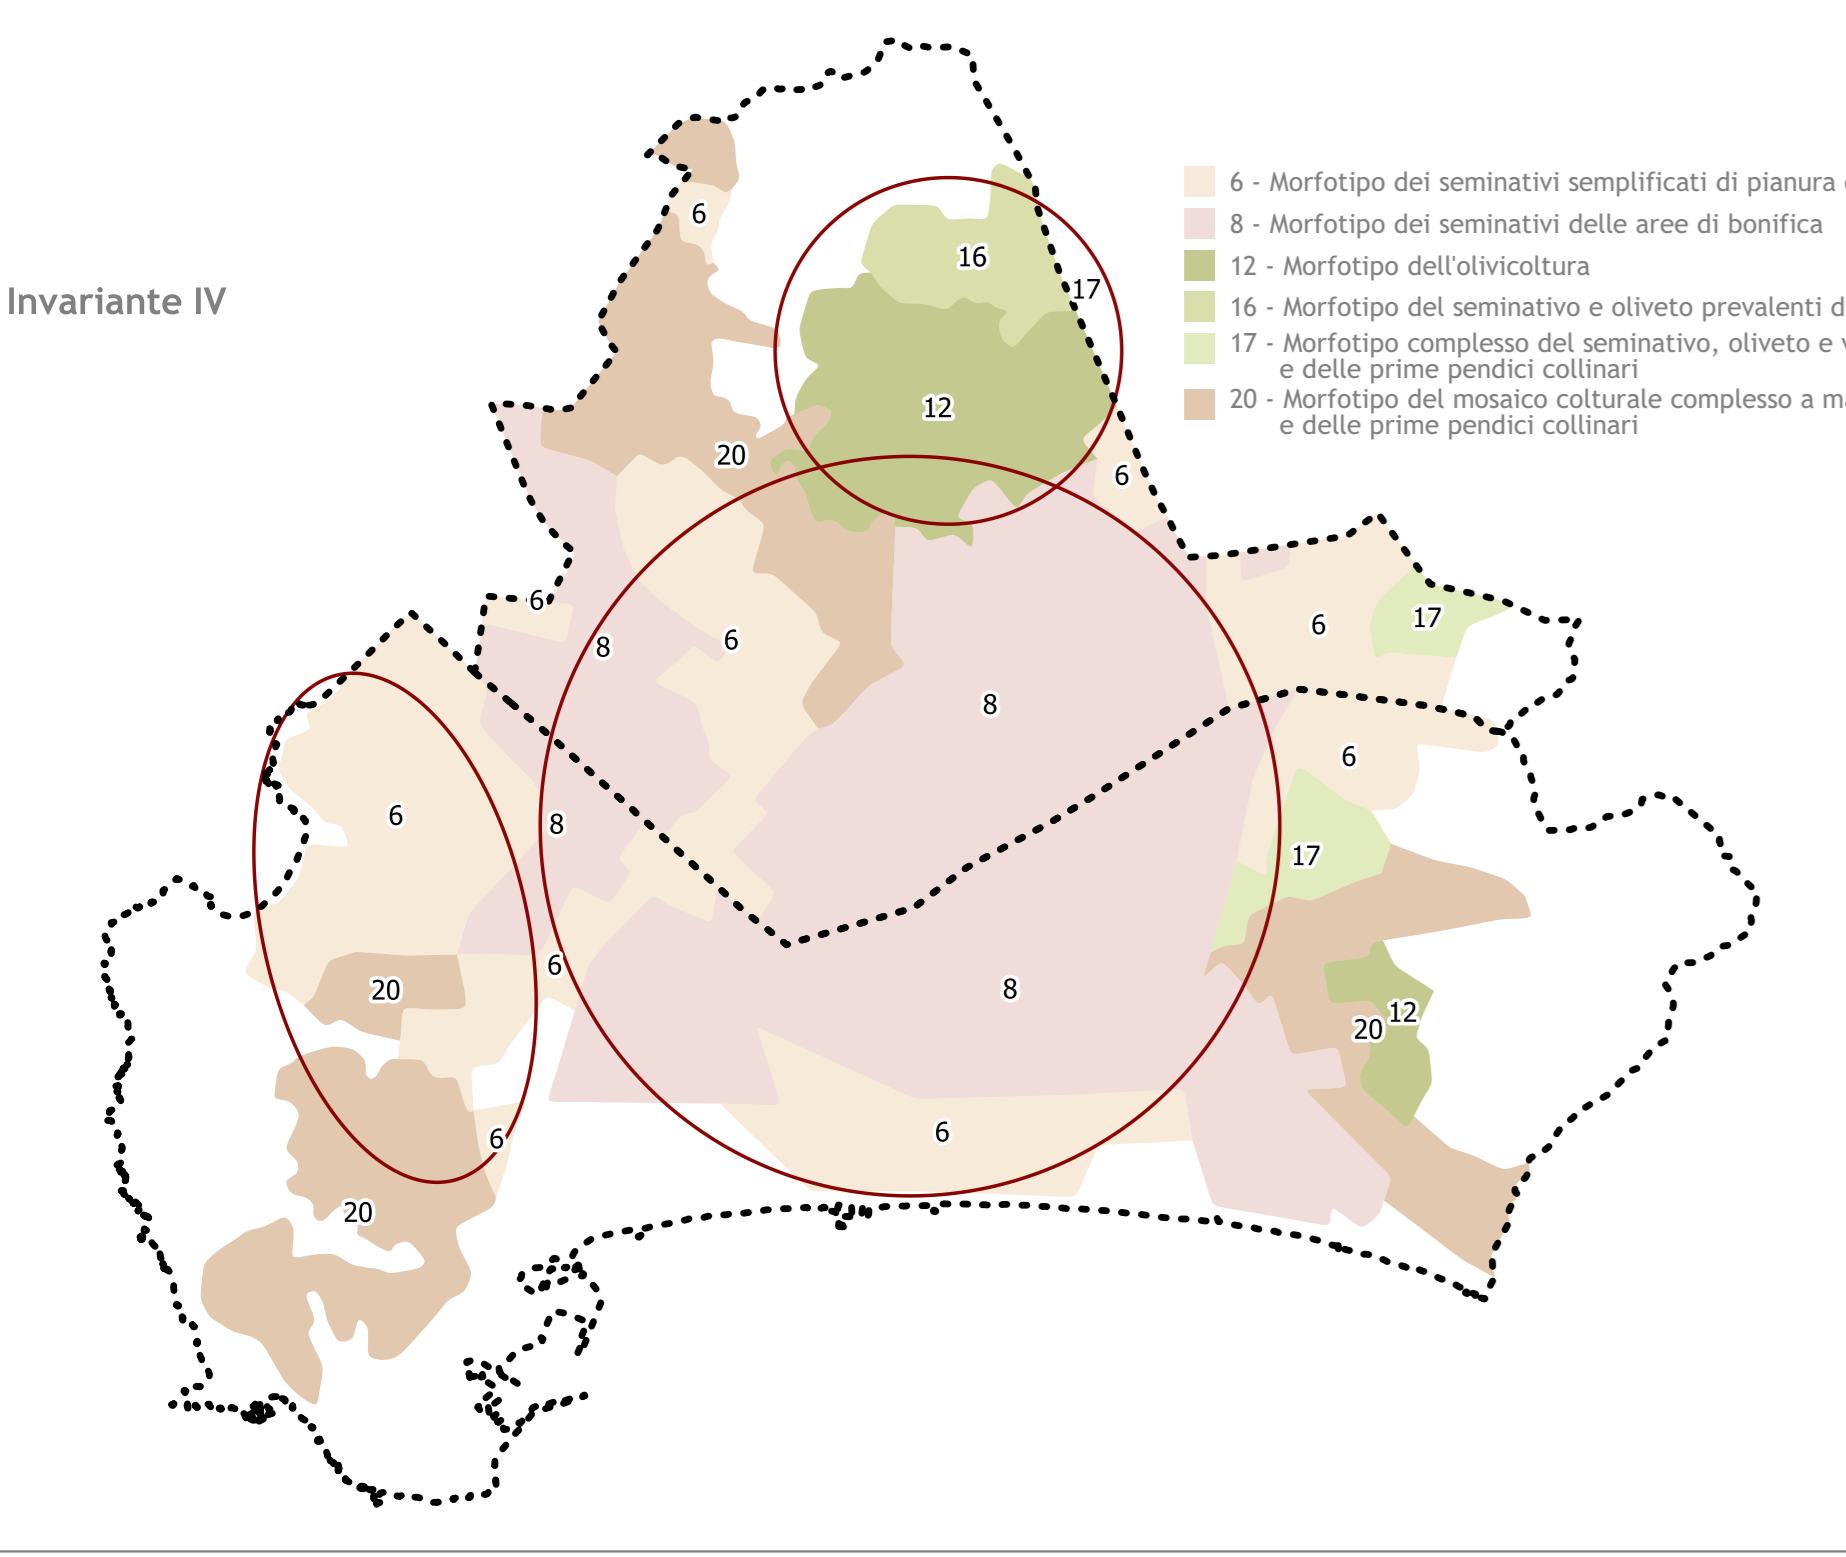 Invariante IV
6 - Morfotipo dei seminativi semplificati di pianura
8 - Morfotipo dei seminativi delle aree di bonifica
12 - Morfotipo dell'olivicoltura
16 - Morfotipo del seminativo e oliveto prevalenti
17 - Morfotipo complesso del seminativo, oliveto e
e delle prime pendici collinari
20 - Morfotipo del mosaico colturale complesso a
e delle prime pendici collinari
6
16
17
12
20
6
6
6
17
8
6
8
6
6
8
17
6
20
8
12
20
6
6
20